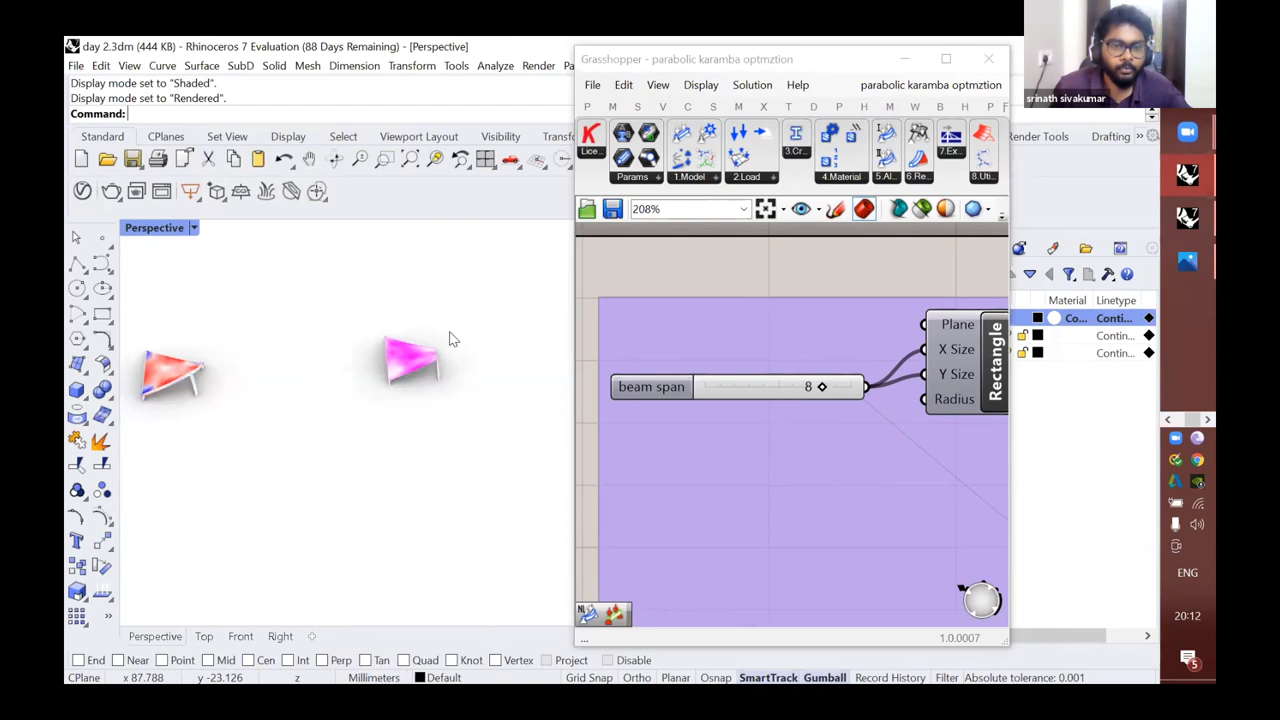 day 2.3dm (444 KB) - Rhinoceros 7 Evaluation (88 Days Remaining) - [Perspective]
File Edit View Curve Surface SubD Solid Mesh Dimension Transform Tools Analyze Render
Display mode set to "Shaded".
Display mode set to "Rendered".
Command:
Standard CPlanes Set View Display Select Viewport Layout Visibility
Render Tools Drafting
Perspective
Grasshopper - parabolic karamba optmztion
File Edit View Display Solution Help parabolic karamba optmztion
P M S V C S M X T D P F H L K M W B H P F
Lice... Params 1.Model 2.Load 3.Cr... 4.Material 5.Al... 6.Re... 7.Ex... 8.Uti...
208%
beam span
8
Plane
X Size
Y Size
Radius
Rectangle
...
1.0.0007
srinath sivakumar
Material Linetype
Co... Conti...
Contin...
Contin...
ENG
20:12
5
Perspective Top Front Right
End Near Point Mid Cen Int Perp Tan Quad Knot Vertex Project Disable
CPlane x 87.788 y -23.126 z Millimeters Default Grid Snap Ortho Planar Osnap SmartTrack Gumball Record History Filter Absolute tolerance: 0.001